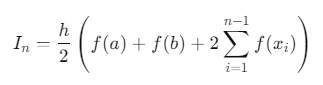 I_n = \frac{h}{2} \left( f(a) + f(b) + 2 \sum_{i=1}^{n-1} f(x_i) \right)